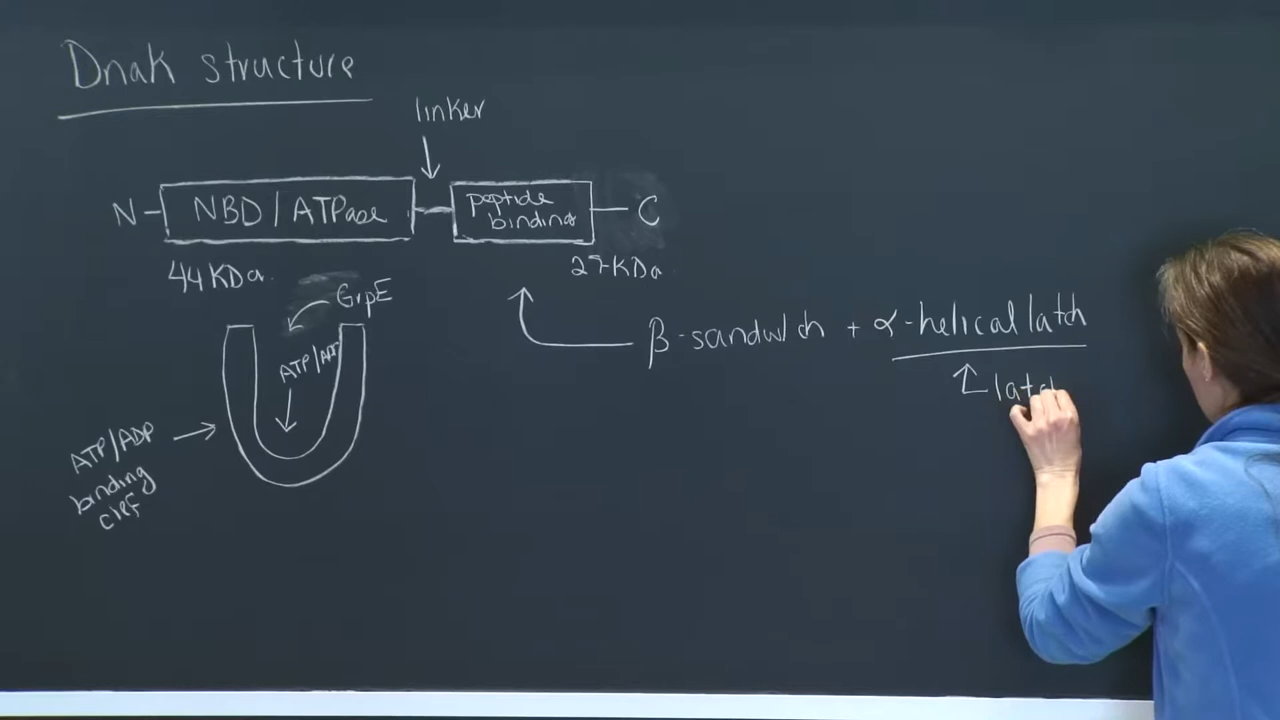 DnaK structure
linker
N
NBD/ATPase
peptide
binding
C
44 KDa
27 KDa
GrpE
ATP/ADP
β-sandwich + α-helical latch
ATP/ADP
binding
clef